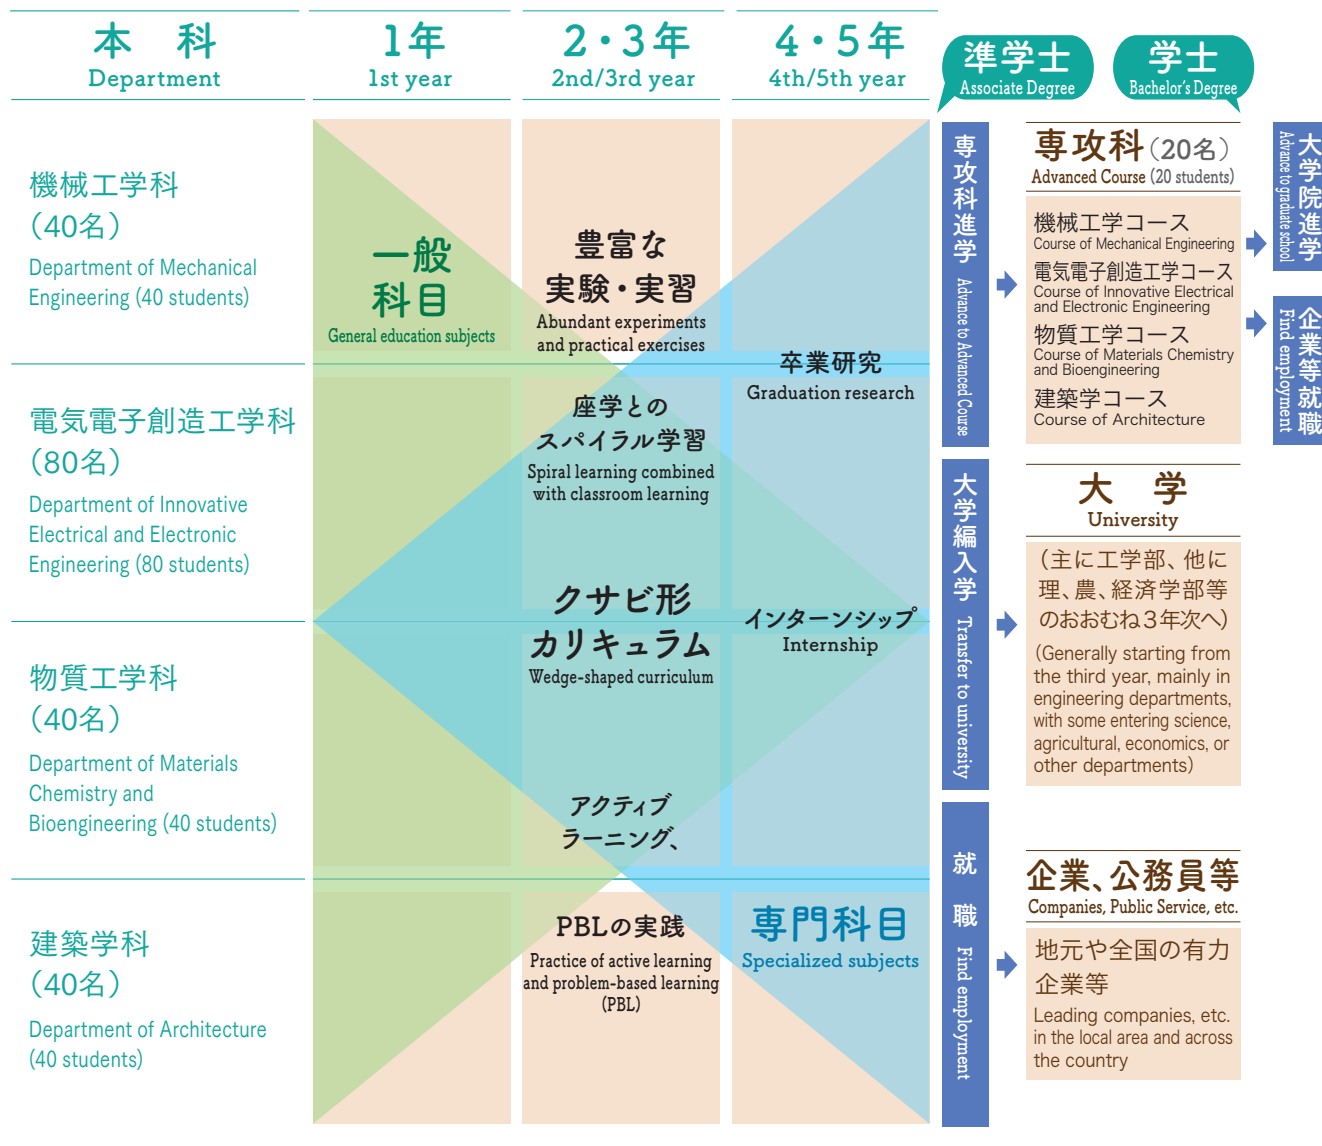 本　科
Department
1年
1st year
2・3年
2nd/3rd year
4・5年
4th/5th year
準学士
Associate Degree
学士
Bachelor's Degree
機械工学科
（40名）
Department of Mechanical
Engineering (40 students)
電気電子創造工学科
（80名）
Department of Innovative
Electrical and Electronic
Engineering (80 students)
物質工学科
（40名）
Department of Materials
Chemistry and
Bioengineering (40 students)
建築学科
（40名）
Department of Architecture
(40 students)
一般
科目
General education subjects
豊富な
実験・実習
Abundant experiments
and practical exercises
座学との
スパイラル学習
Spiral learning combined
with classroom learning
クサビ形
カリキュラム
Wedge-shaped curriculum
アクティブ
ラーニング、
PBLの実践
Practice of active learning
and problem-based learning
(PBL)
卒業研究
Graduation research
インターンシップ
Internship
専門科目
Specialized subjects
専攻科進学 Advance to Advanced Course
大学編入学 Transfer to university
就職 Find employment
専攻科（20名）
Advanced Course (20 students)
機械工学コース
Course of Mechanical Engineering
電気電子創造工学コース
Course of Innovative Electrical
and Electronic Engineering
物質工学コース
Course of Materials Chemistry
and Bioengineering
建築学コース
Course of Architecture
大学院進学
Advance to graduate school
企業等就職
Find employment
大　学
University
（主に工学部、他に
理、農、経済学部等
のおおむね３年次へ）
(Generally starting from
the third year, mainly in
engineering departments,
with some entering science,
agricultural, economics, or
other departments)
企業、公務員等
Companies, Public Service, etc.
地元や全国の有力
企業等
Leading companies, etc.
in the local area and across
the country